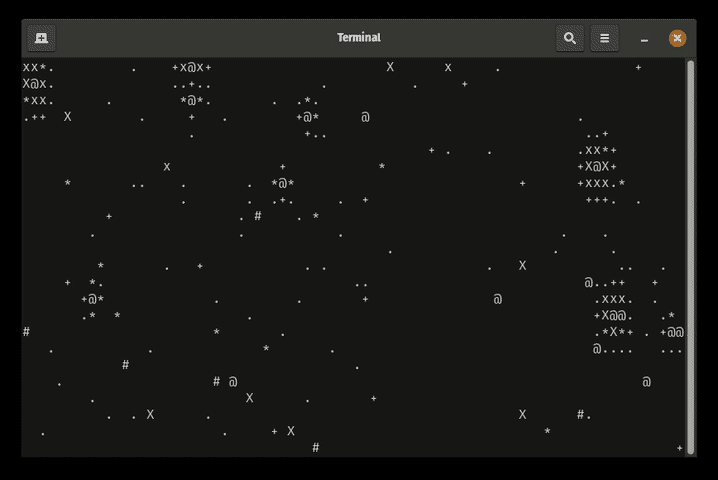 Terminal
xx*. . +x@x+ X x . +
X@x. ..+.. . . +
*xx. . *@*. . .*.
.++ X . + . +@* @ .
. +.. ..+
+ . . .xx*+
x + * +X@X+
* .. . . *@* + +xxx.*
. . .+. . + +++. .
+ . # . *
. . . . .
. . .
* . + . . . X .. .
+ *. .. @..++ +
+@* . . + @ .xxx. .
.* * . +X@@. .*
# * . .*X*+ . +@@
. . * . @.... ...
# .
. # @ @
. X . +
. . X . X #.
. . + X *
# +